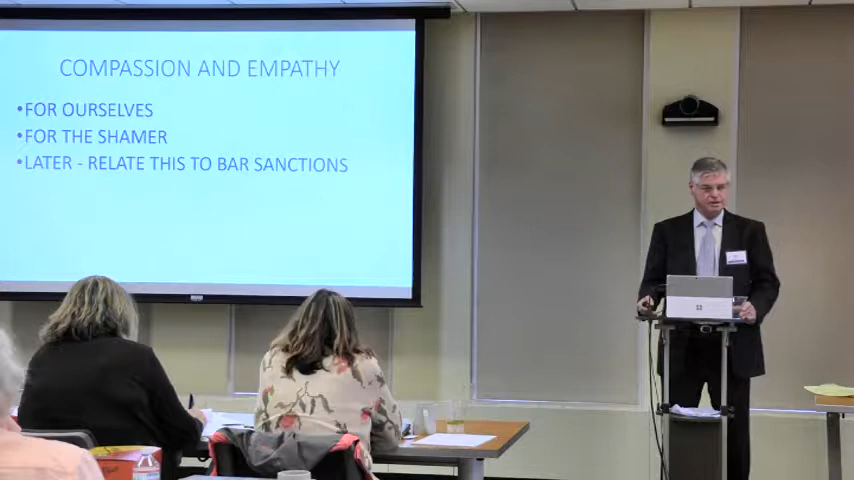 COMPASSION AND EMPATHY
•FOR OURSELVES
•FOR THE SHAMER
•LATER - RELATE THIS TO BAR SANCTIONS